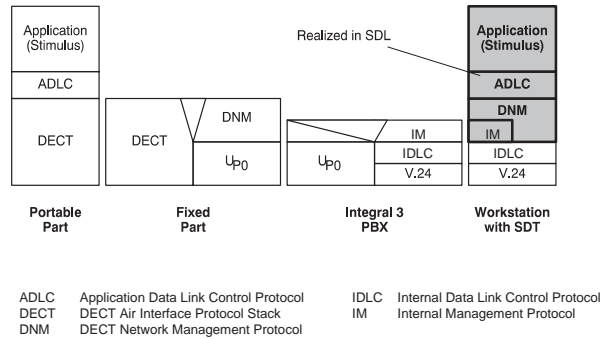 Application
(Stimulus)
ADLC
DECT
DECT
DNM
UP0
Realized in SDL
IM
UP0
IDLC
V.24
Application
(Stimulus)
ADLC
DNM
IM
IDLC
V.24
Portable
Part
Fixed
Part
Integral 3
PBX
Workstation
with SDT
ADLC Application Data Link Control Protocol
DECT DECT Air Interface Protocol Stack
DNM DECT Network Management Protocol
IDLC Internal Data Link Control Protocol
IM Internal Management Protocol